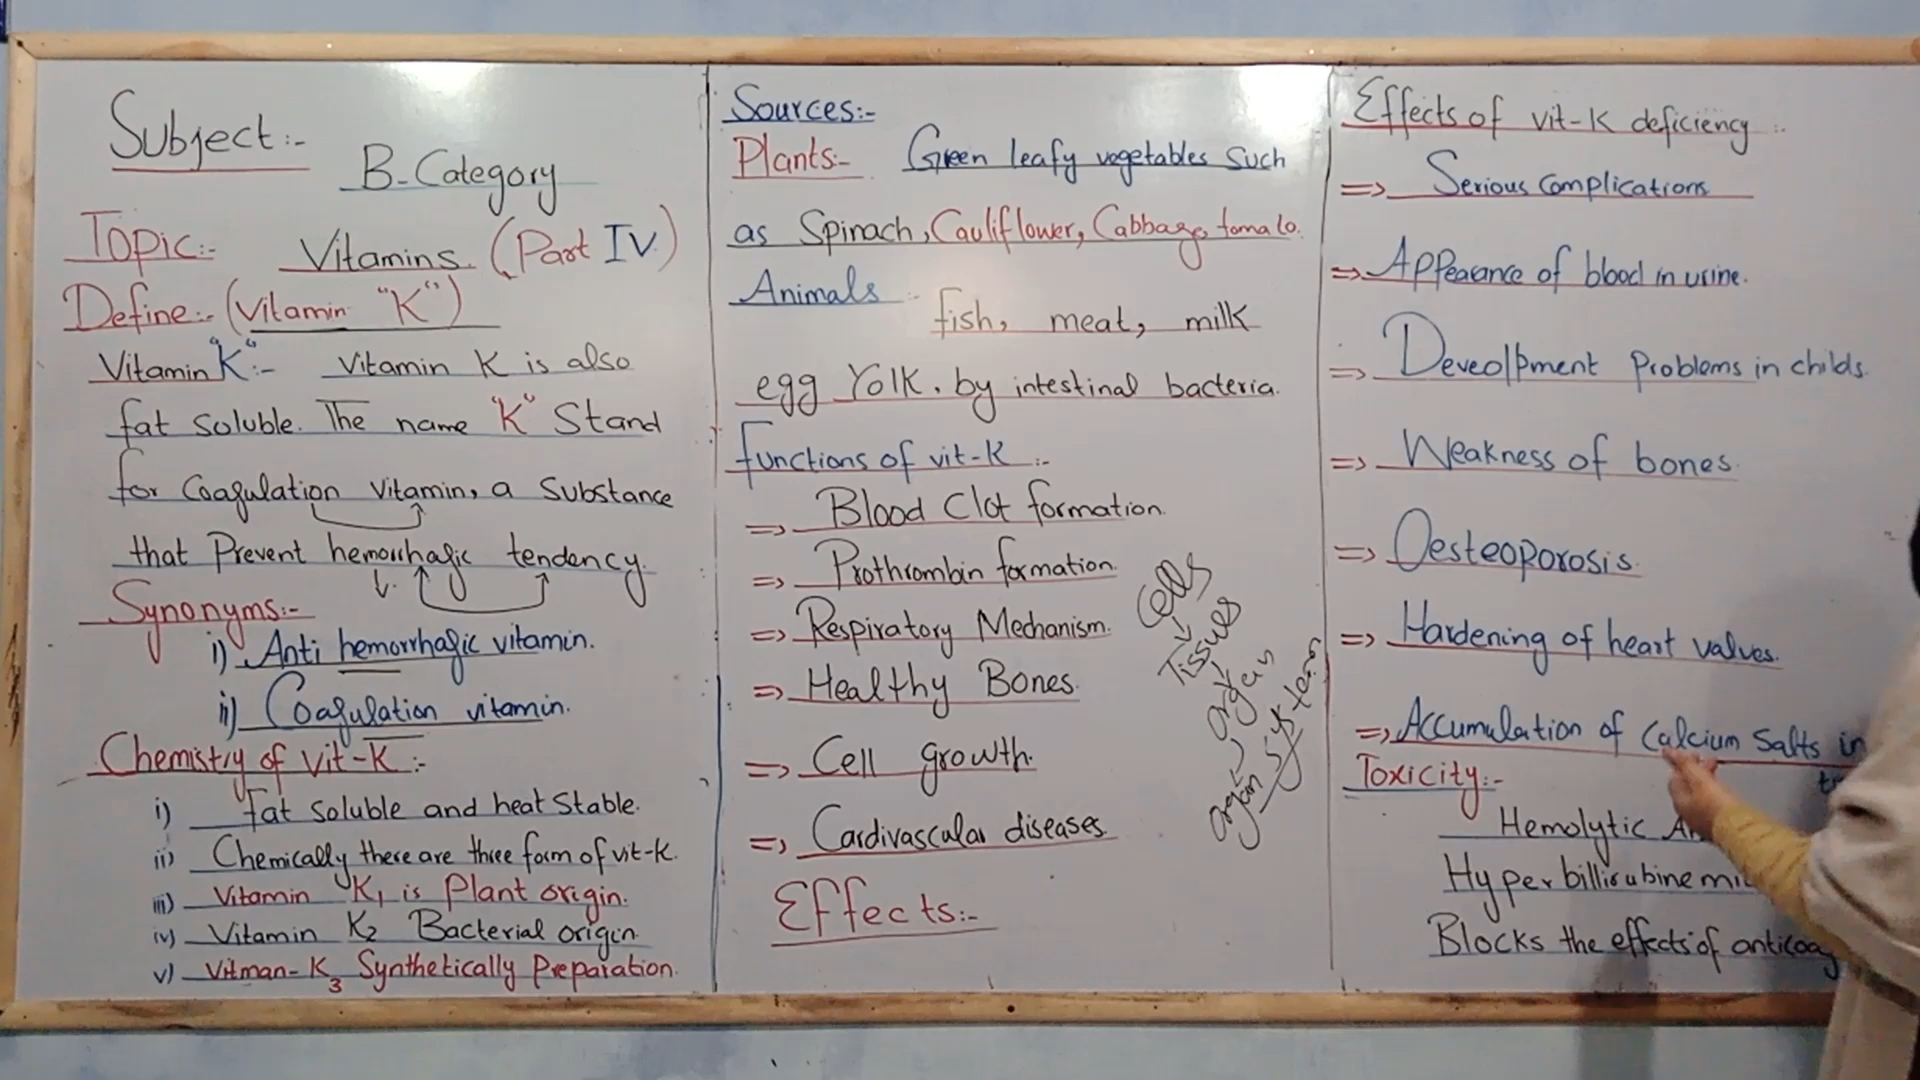 Subject:-
B-Category
Topic:- Vitamins (Part IV)
Define:- (Vitamin "K")
Vitamin "K":- Vitamin K is also
fat soluble. The name "K" Stand
for Coagulation Vitamin, a Substance
that Prevent hemorrhagic tendency.
Synonyms:-
i) Anti hemorrhagic vitamin.
ii) Coagulation vitamin.
Chemistry of Vit-K:-
i) Fat soluble and heat stable.
ii) Chemically there are three form of vit-K.
iii) Vitamin K1 is Plant origin.
iv) Vitamin K2 Bacterial origin.
v) Vitman-K3 Synthetically Preparation.
Sources:-
Plants:- Green leafy vegetables Such
as Spinach, Cauliflower, Cabbage, tomato.
Animals:- fish, meat, milk
egg Yolk. by intestinal bacteria.
Functions of vit-K:-
=> Blood Clot formation.
=> Prothrombin formation.
=> Respiratory Mechanism.
=> Healthy Bones.
=> Cell growth.
=> Cardivascular diseases
Effects:-
Cells
Tissues
Organ
Organ
Effects of vit-K deficiency:-
=> Serious Complications
=> Appearance of blood in urine.
=> Deveolpment Problems in childs.
=> Weakness of bones.
=> Oesteoporosis.
=> Hardening of heart valves.
=> Accumulation of Calcium Salts in
Toxicity:-
Hemolytic
Hyperbillirubinemi
Blocks the effects of anticoag